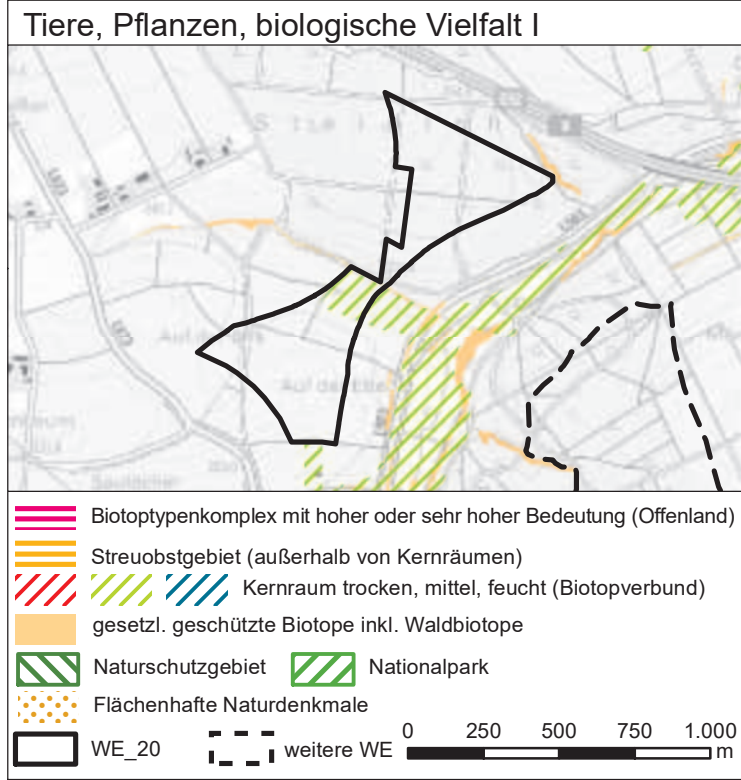 Tiere, Pflanzen, biologische Vielfalt I
Biotoptypenkomplex mit hoher oder sehr hoher Bedeutung (Offenland)
Streuobstgebiet (außerhalb von Kernräumen)
Kernraum trocken, mittel, feucht (Biotopverbund)
gesetzl. geschützte Biotope inkl. Waldbiotope
Naturschutzgebiet Nationalpark
Flächenhafte Naturdenkmale
WE_20 weitere WE 0 250 500 750 1.000
m